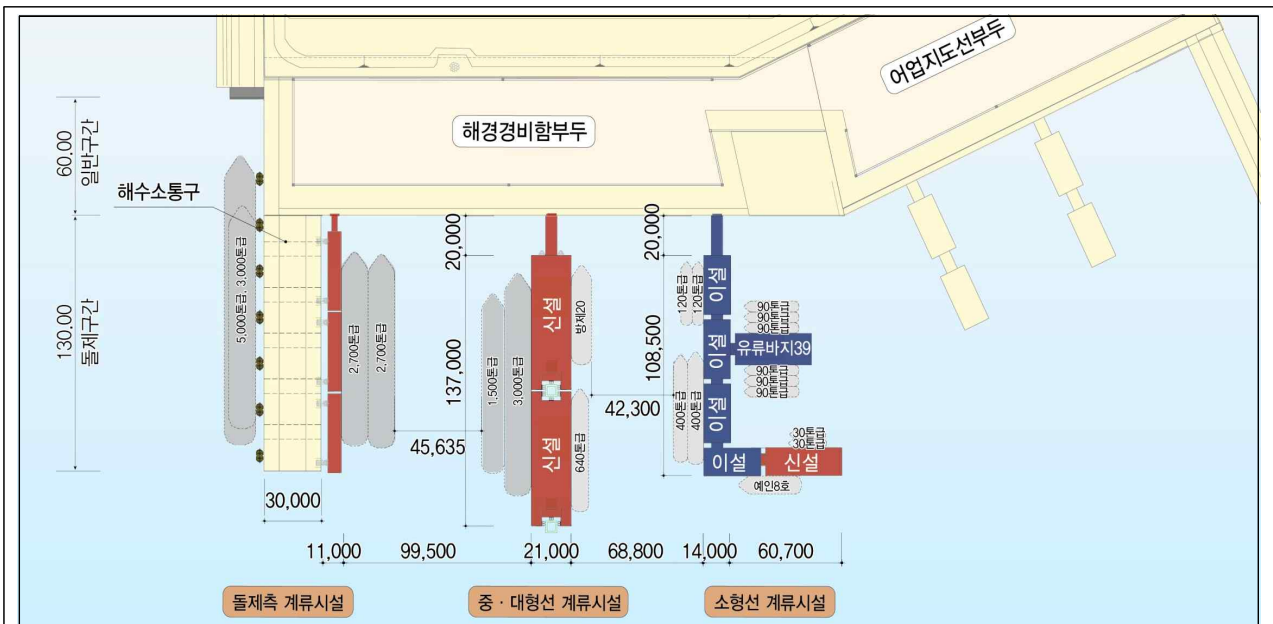 어업지도선부두
해경경비함부두
60.00
일반구간
해수소통구
130.00
돌제구간
5,000톤급, 3,000톤급
2,700톤급
2,700톤급
20,000
137,000
1,500톤급
3,000톤급
신설
신설
방제20
640톤급
20,000
108,500
120톤급
120톤급
400톤급
400톤급
이설
이설
이설
이설
신설
90톤급
90톤급
90톤급
유류바지39
90톤급
90톤급
90톤급
30톤급
30톤급
예인8호
45,635
42,300
30,000
11,000
99,500
21,000
68,800
14,000
60,700
돌제측 계류시설
중 · 대형선 계류시설
소형선 계류시설